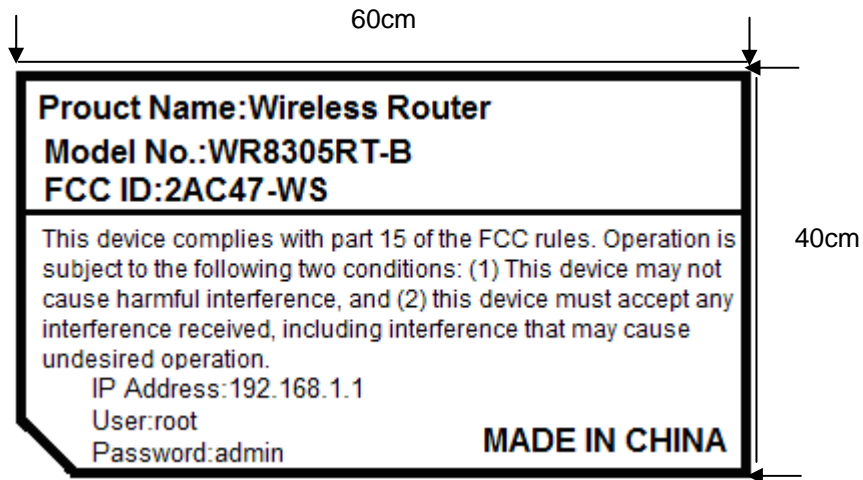 60cm
Prouct Name:Wireless Router
Model No.:WR8305RT-B
FCC ID:2AC47-WS
This device complies with part 15 of the FCC rules. Operation is
subject to the following two conditions: (1) This device may not
cause harmful interference, and (2) this device must accept any
interference received, including interference that may cause
undesired operation.
40cm
IP Address:192.168.1.1
User:root
Password:admin
MADE IN CHINA